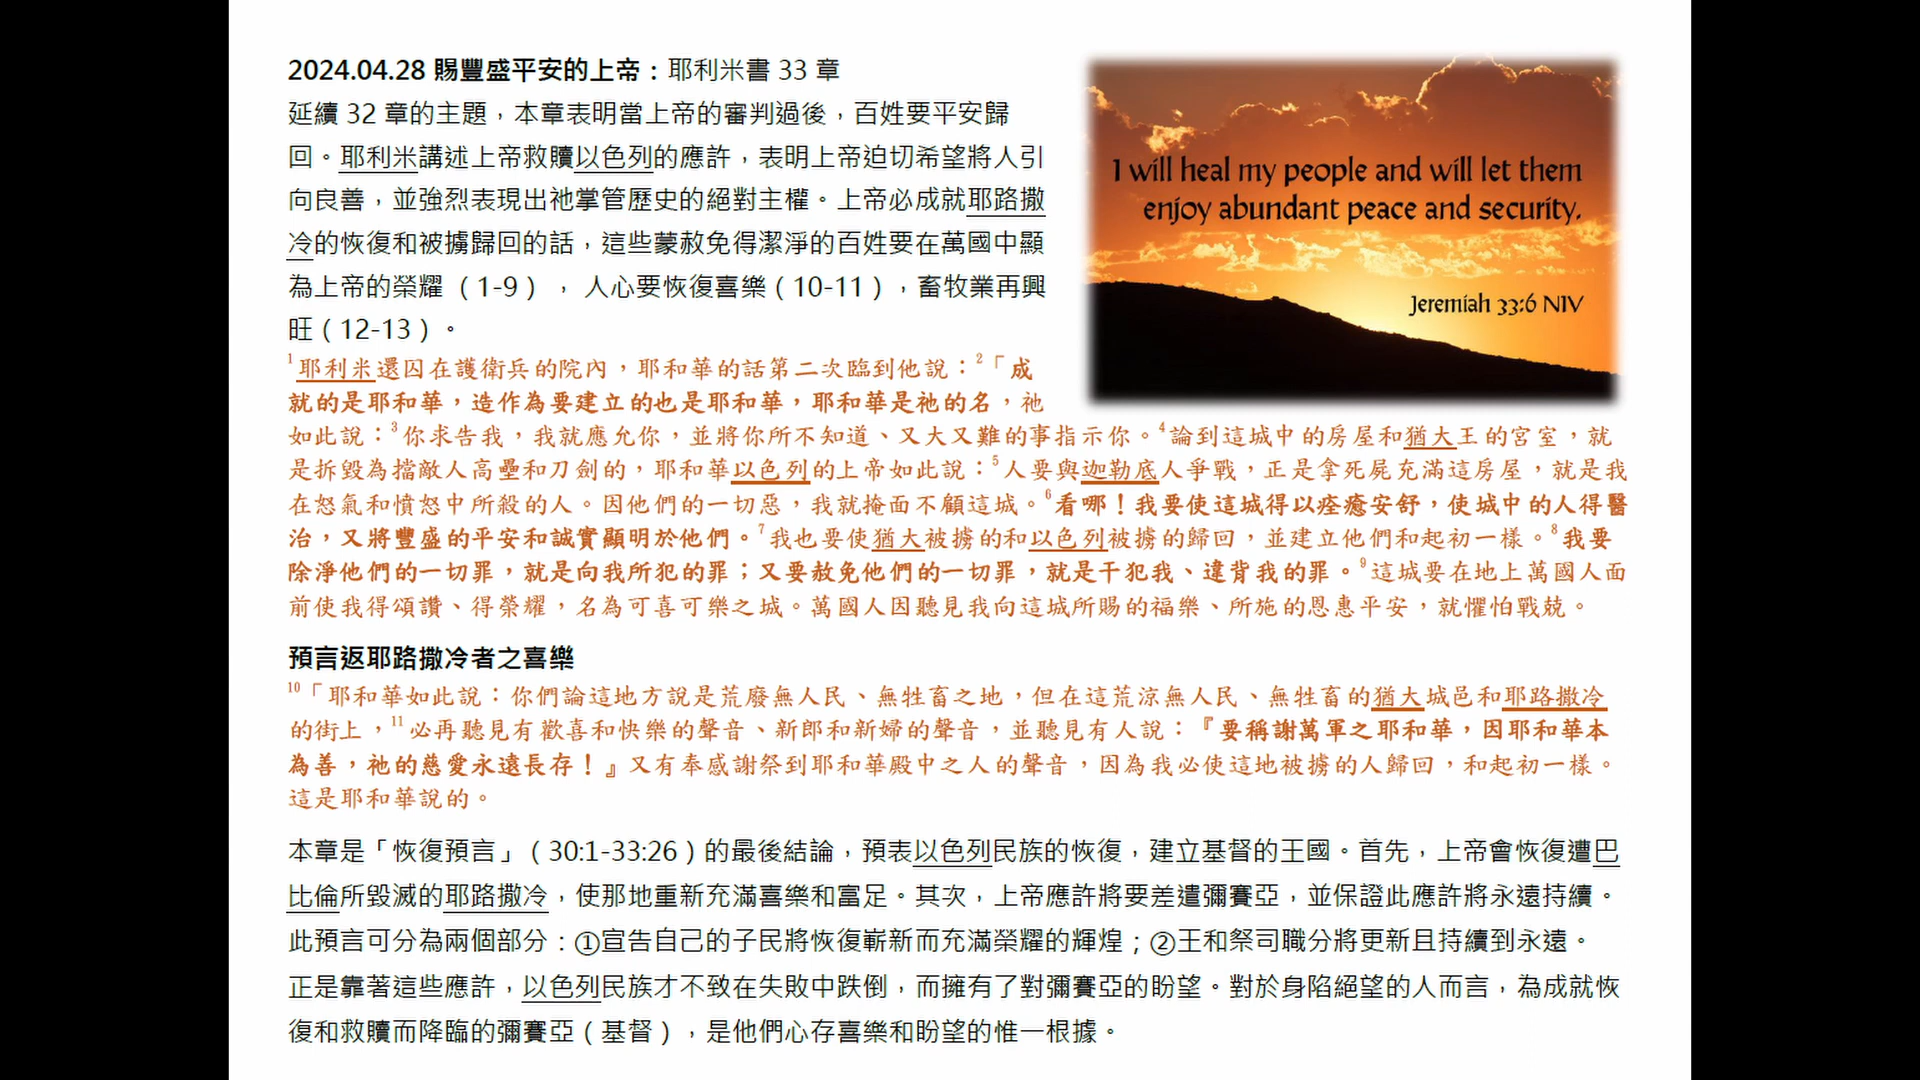 2024.04.28 賜豐盛平安的上帝：耶利米書 33 章
延續 32 章的主題，本章表明當上帝的審判過後，百姓要平安歸
回。耶利米講述上帝救贖以色列的應許，表明上帝迫切希望將人引
向良善，並強烈表現出祂掌管歷史的絕對主權。上帝必成就耶路撒
冷的恢復和被擄歸回的話，這些蒙赦免得潔淨的百姓要在萬國中顯
為上帝的榮耀 （1-9） ， 人心要恢復喜樂（10-11），畜牧業再興
旺（12-13）。
I will heal my people and will let them
enjoy abundant peace and security.
Jeremiah 33:6 NIV
1 耶利米還囚在護衛兵的院內，耶和華的話第二次臨到他說：2「成
就的是耶和華，造作為要建立的也是耶和華，耶和華是祂的名，祂
如此說：3 你求告我，我就應允你，並將你所不知道、又大又難的事指示你。4 論到這城中的房屋和猶大王的宮室，就
是拆毀為擋敵人高壘和刀劍的，耶和華以色列的上帝如此說：5 人要與迦勒底人爭戰，正是拿死屍充滿這房屋，就是我
在怒氣和憤怒中所殺的人。因他們的一切惡，我就掩面不顧這城。6 看哪！我要使這城得以痊癒安舒，使城中的人得醫
治，又將豐盛的平安和誠實顯明於他們。7 我也要使猶大被擄的和以色列被擄的歸回，並建立他們和起初一樣。8 我要
除淨他們的一切罪，就是向我所犯的罪；又要赦免他們的一切罪，就是干犯我、違背我的罪。9 這城要在地上萬國人面
前使我得頌讚、得榮耀，名為可喜可樂之城。萬國人因聽見我向這城所賜的福樂、所施的恩惠平安，就懼怕戰兢。
預言返耶路撒冷者之喜樂
10「耶和華如此說：你們論這地方說是荒廢無人民、無牲畜之地，但在這荒涼無人民、無牲畜的猶大城邑和耶路撒冷
的街上，11 必再聽見有歡喜和快樂的聲音、新郎和新婦的聲音，並聽見有人說：『要稱謝萬軍之耶和華，因耶和華本
為善，祂的慈愛永遠長存！』又有奉感謝祭到耶和華殿中之人的聲音，因為我必使這地被擄的人歸回，和起初一樣。
這是耶和華說的。
本章是「恢復預言」（30:1-33:26）的最後結論，預表以色列民族的恢復，建立基督的王國。首先，上帝會恢復遭巴
比倫所毀滅的耶路撒冷，使那地重新充滿喜樂和富足。其次，上帝應許將要差遣彌賽亞，並保證此應許將永遠持續。
此預言可分為兩個部分：①宣告自己的子民將恢復嶄新而充滿榮耀的輝煌；②王和祭司職分將更新且持續到永遠。
正是靠著這些應許，以色列民族才不致在失敗中跌倒，而擁有了對彌賽亞的盼望。對於身陷絕望的人而言，為成就恢
復和救贖而降臨的彌賽亞（基督），是他們心存喜樂和盼望的惟一根據。